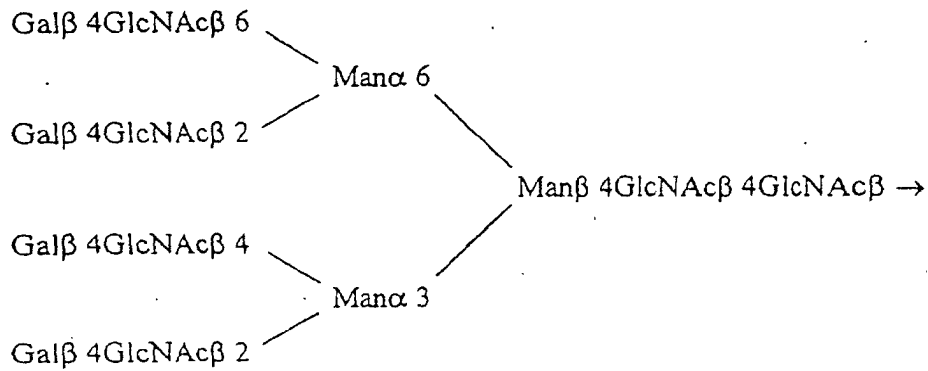 Galβ 4GlcNAcβ 6
Manα 6
Galβ 4GlcNAcβ 2
Manβ 4GlcNAcβ 4GlcNAcβ →
Galβ 4GlcNAcβ 4
Manα 3
Galβ 4GlcNAcβ 2